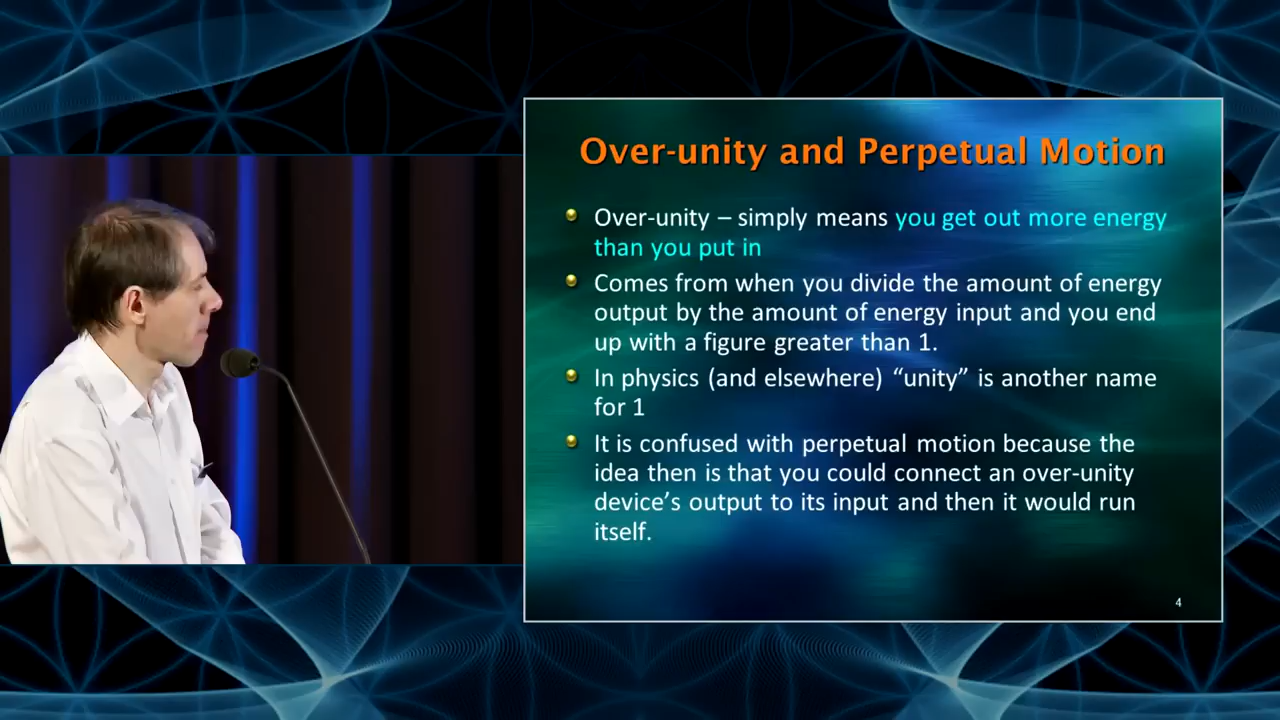 Over-unity and Perpetual Motion
Over-unity – simply means you get out more energy
than you put in
Comes from when you divide the amount of energy
output by the amount of energy input and you end
up with a figure greater than 1.
In physics (and elsewhere) “unity” is another name
for 1
It is confused with perpetual motion because the
idea then is that you could connect an over-unity
device’s output to its input and then it would run
itself.
4